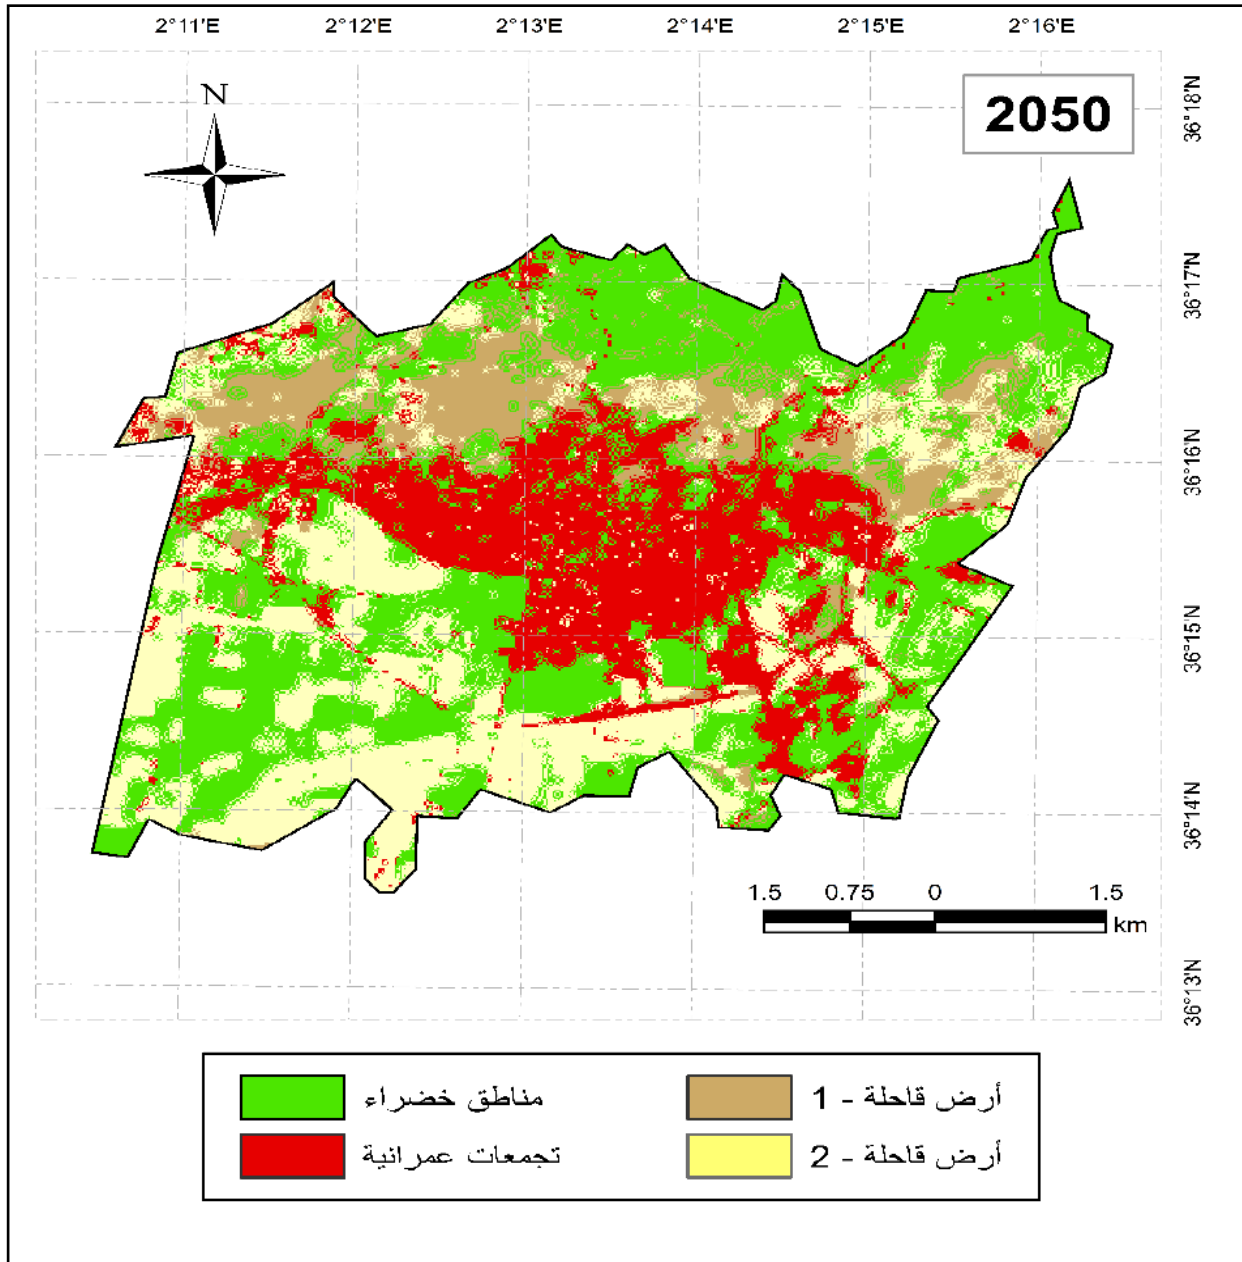 2°11'E 2°12'E 2°13'E 2°14'E 2°15'E 2°16'E
N
2050
36°18'N
36°17'N
36°16'N
36°15'N
36°14'N
36°13'N
1.5 0.75 0 1.5
km
مناطق خضراء
أرض قاحلة - 1
تجمعات عمرانية
أرض قاحلة - 2